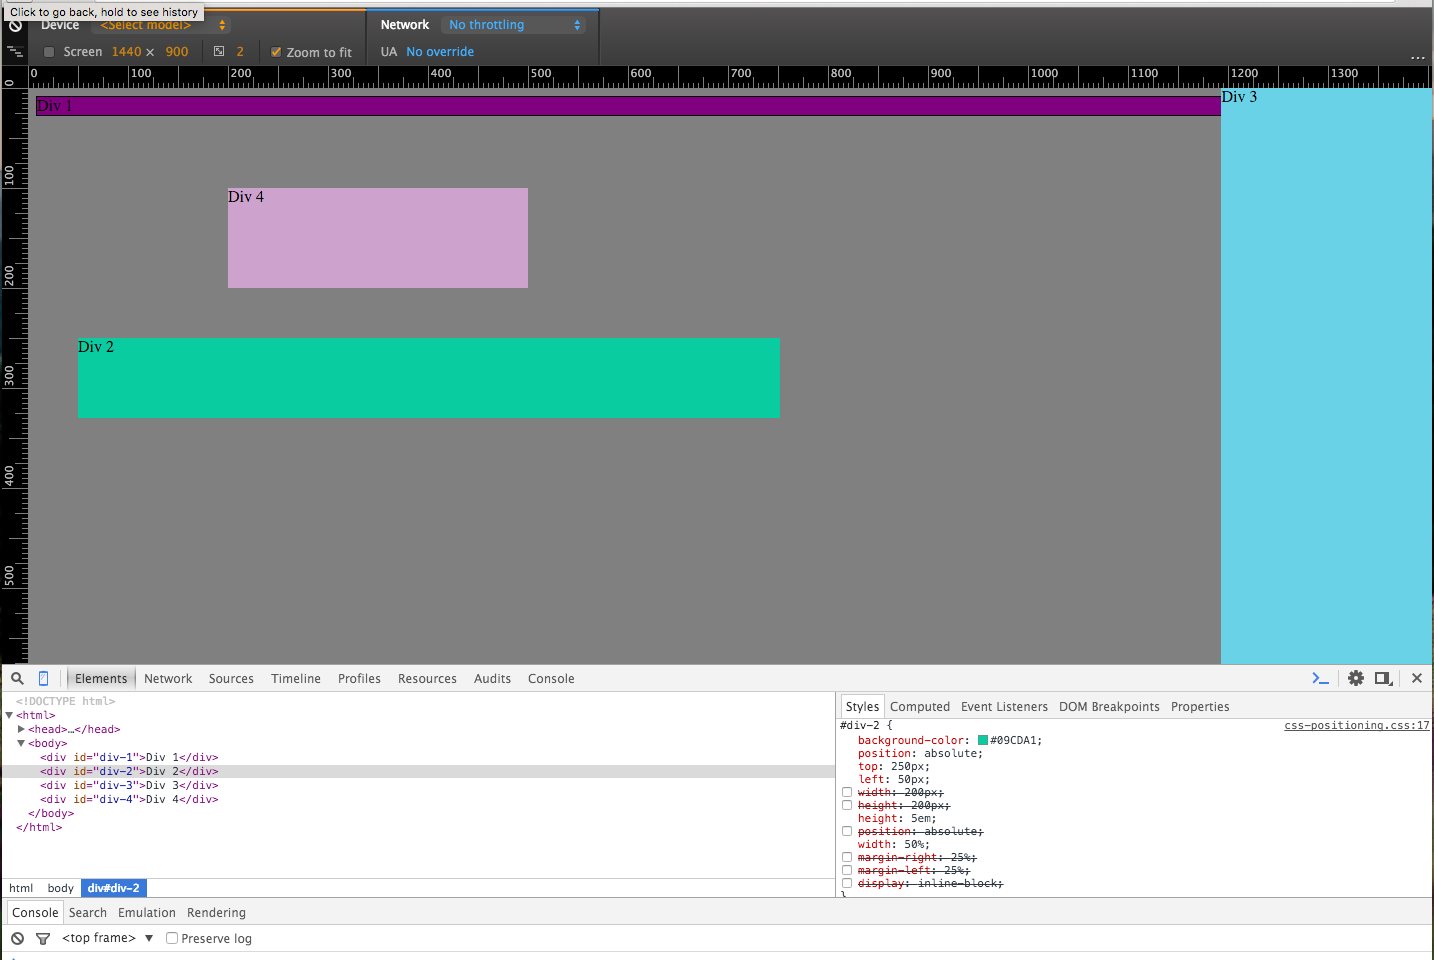 Click to go back, hold to see history
Device <Select model> Network No throttling
Screen 1440 × 900 2 Zoom to fit UA No override
...
0 100 200 300 400 500 600 700 800 900 1000 1100 1200 1300
0
100
200
300
400
500
Div 1
Div 3
Div 4
Div 2
Elements Network Sources Timeline Profiles Resources Audits Console
<!DOCTYPE html>
<html>
<head>…</head>
<body>
<div id="div-1">Div 1</div>
<div id="div-2">Div 2</div>
<div id="div-3">Div 3</div>
<div id="div-4">Div 4</div>
</body>
</html>
html body div#div-2
Styles Computed Event Listeners DOM Breakpoints Properties
#div-2 { css-positioning.css:17
background-color: #09CDA1;
position: absolute;
top: 250px;
left: 50px;
width: 200px;
height: 200px;
height: 5em;
position: absolute;
width: 50%;
margin-right: 25%;
margin-left: 25%;
display: inline-block;
}
Console Search Emulation Rendering
<top frame> ▼ Preserve log